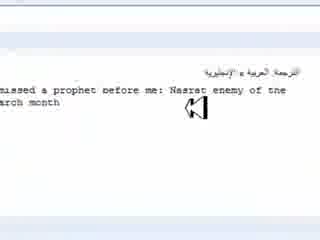 الترجمة: العربية » الإنجليزية
missed a prophet before me: Nasrat enemy of the
arch month